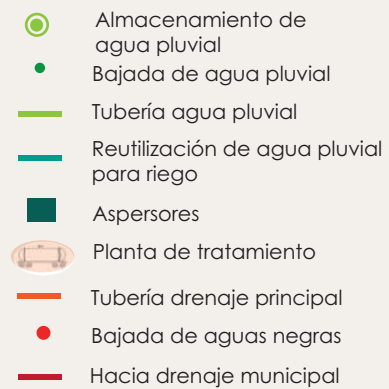 Almacenamiento de
agua pluvial
Bajada de agua pluvial
Tubería agua pluvial
Reutilización de agua pluvial
para riego
Aspersores
Planta de tratamiento
Tubería drenaje principal
Bajada de aguas negras
Hacia drenaje municipal